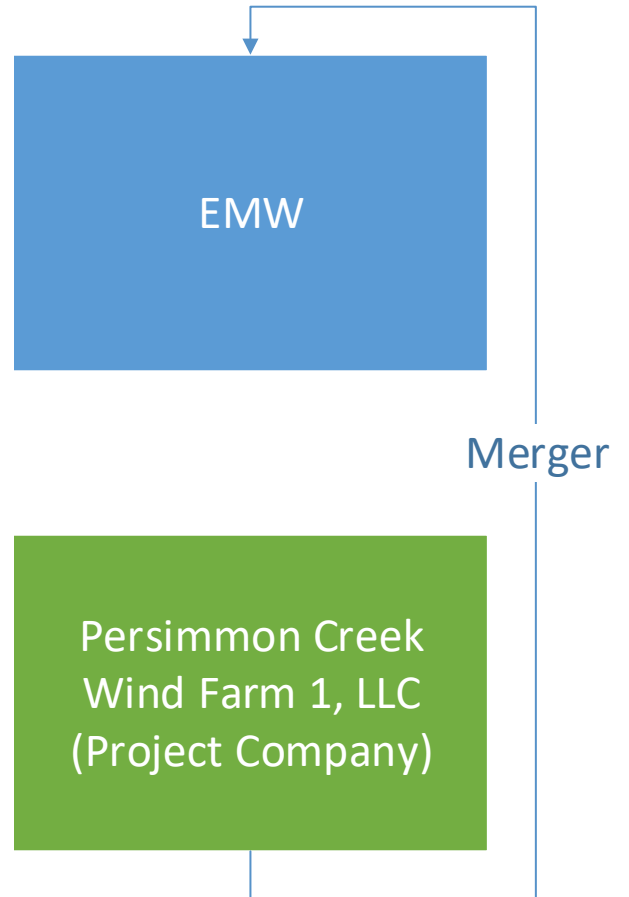 EMW
Merger
Persimmon Creek
Wind Farm 1, LLC
(Project Company)